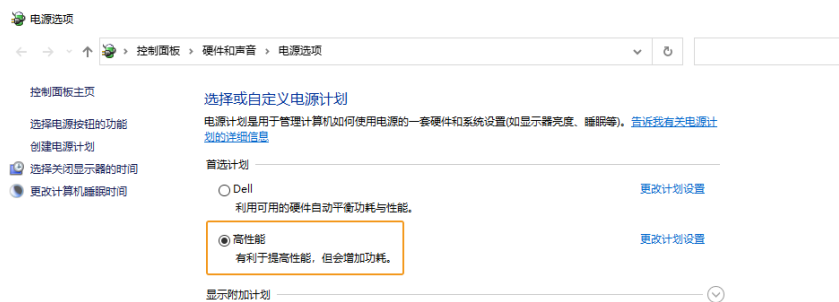 电源选项
控制面板 › 硬件和声音 › 电源选项
控制面板主页
选择电源按钮的功能
创建电源计划
选择关闭显示器的时间
更改计算机睡眠时间
选择或自定义电源计划
电源计划是用于管理计算机如何使用电源的一套硬件和系统设置(如显示器亮度、睡眠等)。告诉我有关电源计
划的详细信息
首选计划
Dell 更改计划设置
利用可用的硬件自动平衡功耗与性能。
高性能 更改计划设置
有利于提高性能，但会增加功耗。
显示附加计划